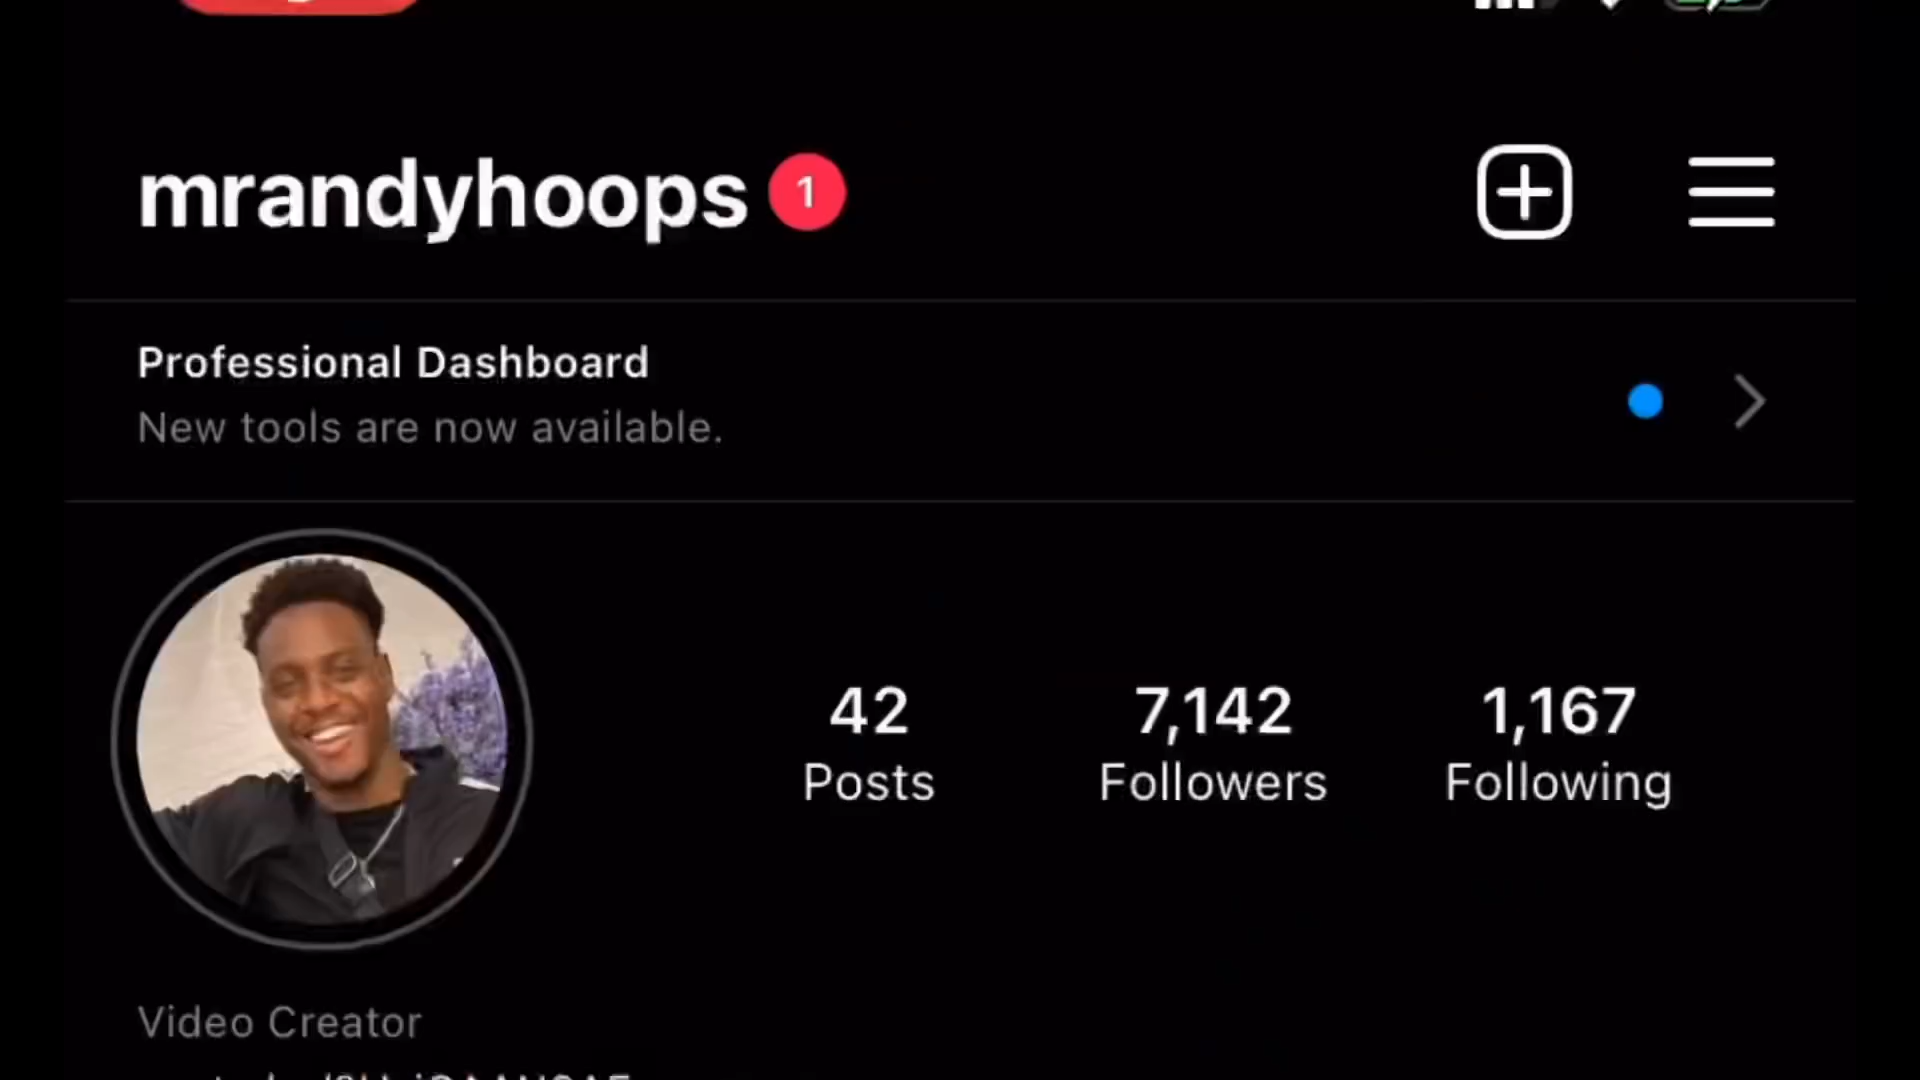 mrandyhoops 1
Professional Dashboard
New tools are now available.
42
Posts
7,142
Followers
1,167
Following
Video Creator